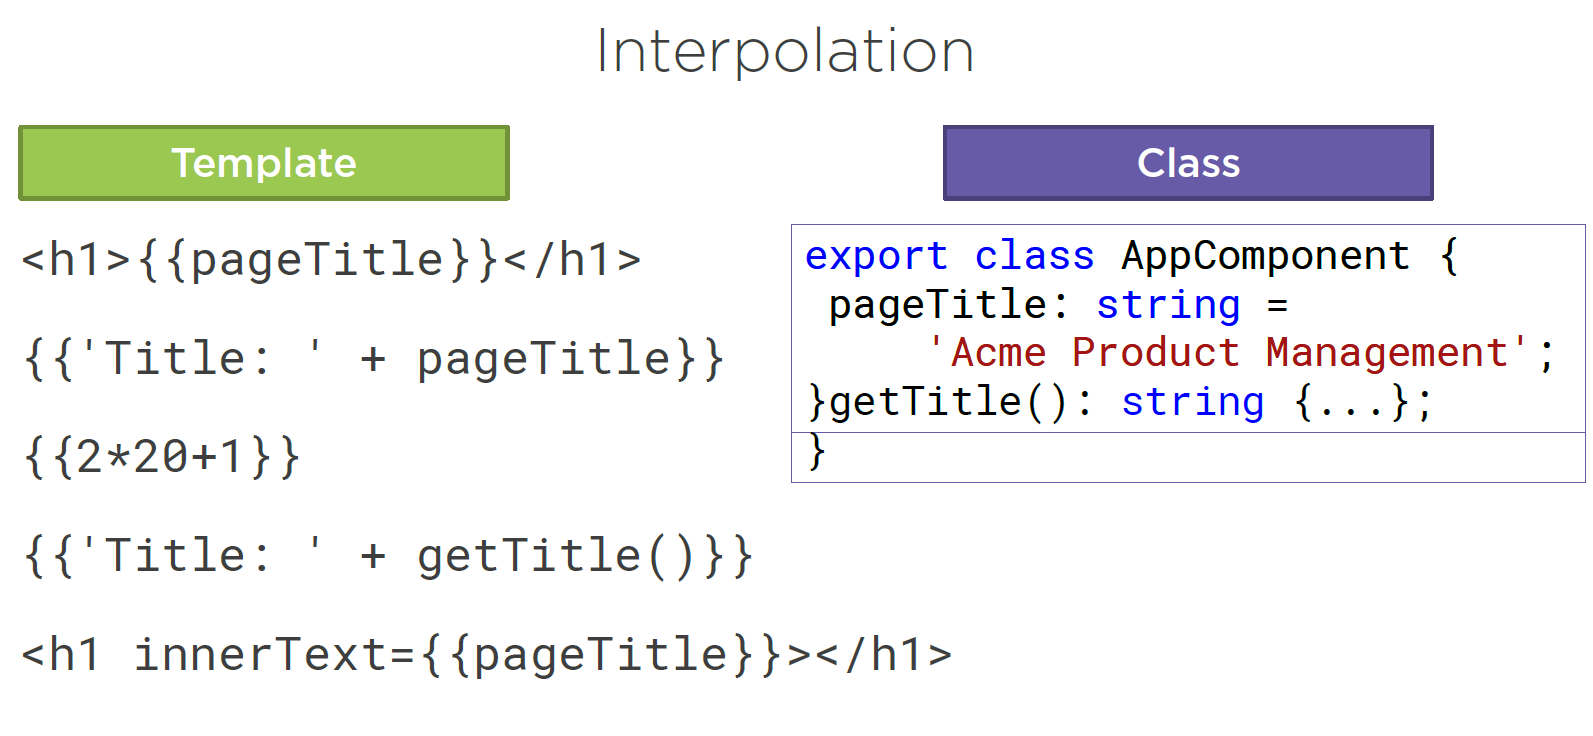 Interpolation
Template
<h1>{{pageTitle}}</h1>
{{'Title: ' + pageTitle}}
{{2*20+1}}
{{'Title: ' + getTitle()}}
<h1 innerText={{pageTitle}}></h1>
Class
export class AppComponent {
 pageTitle: string =
     'Acme Product Management';
}getTitle(): string {...};
}